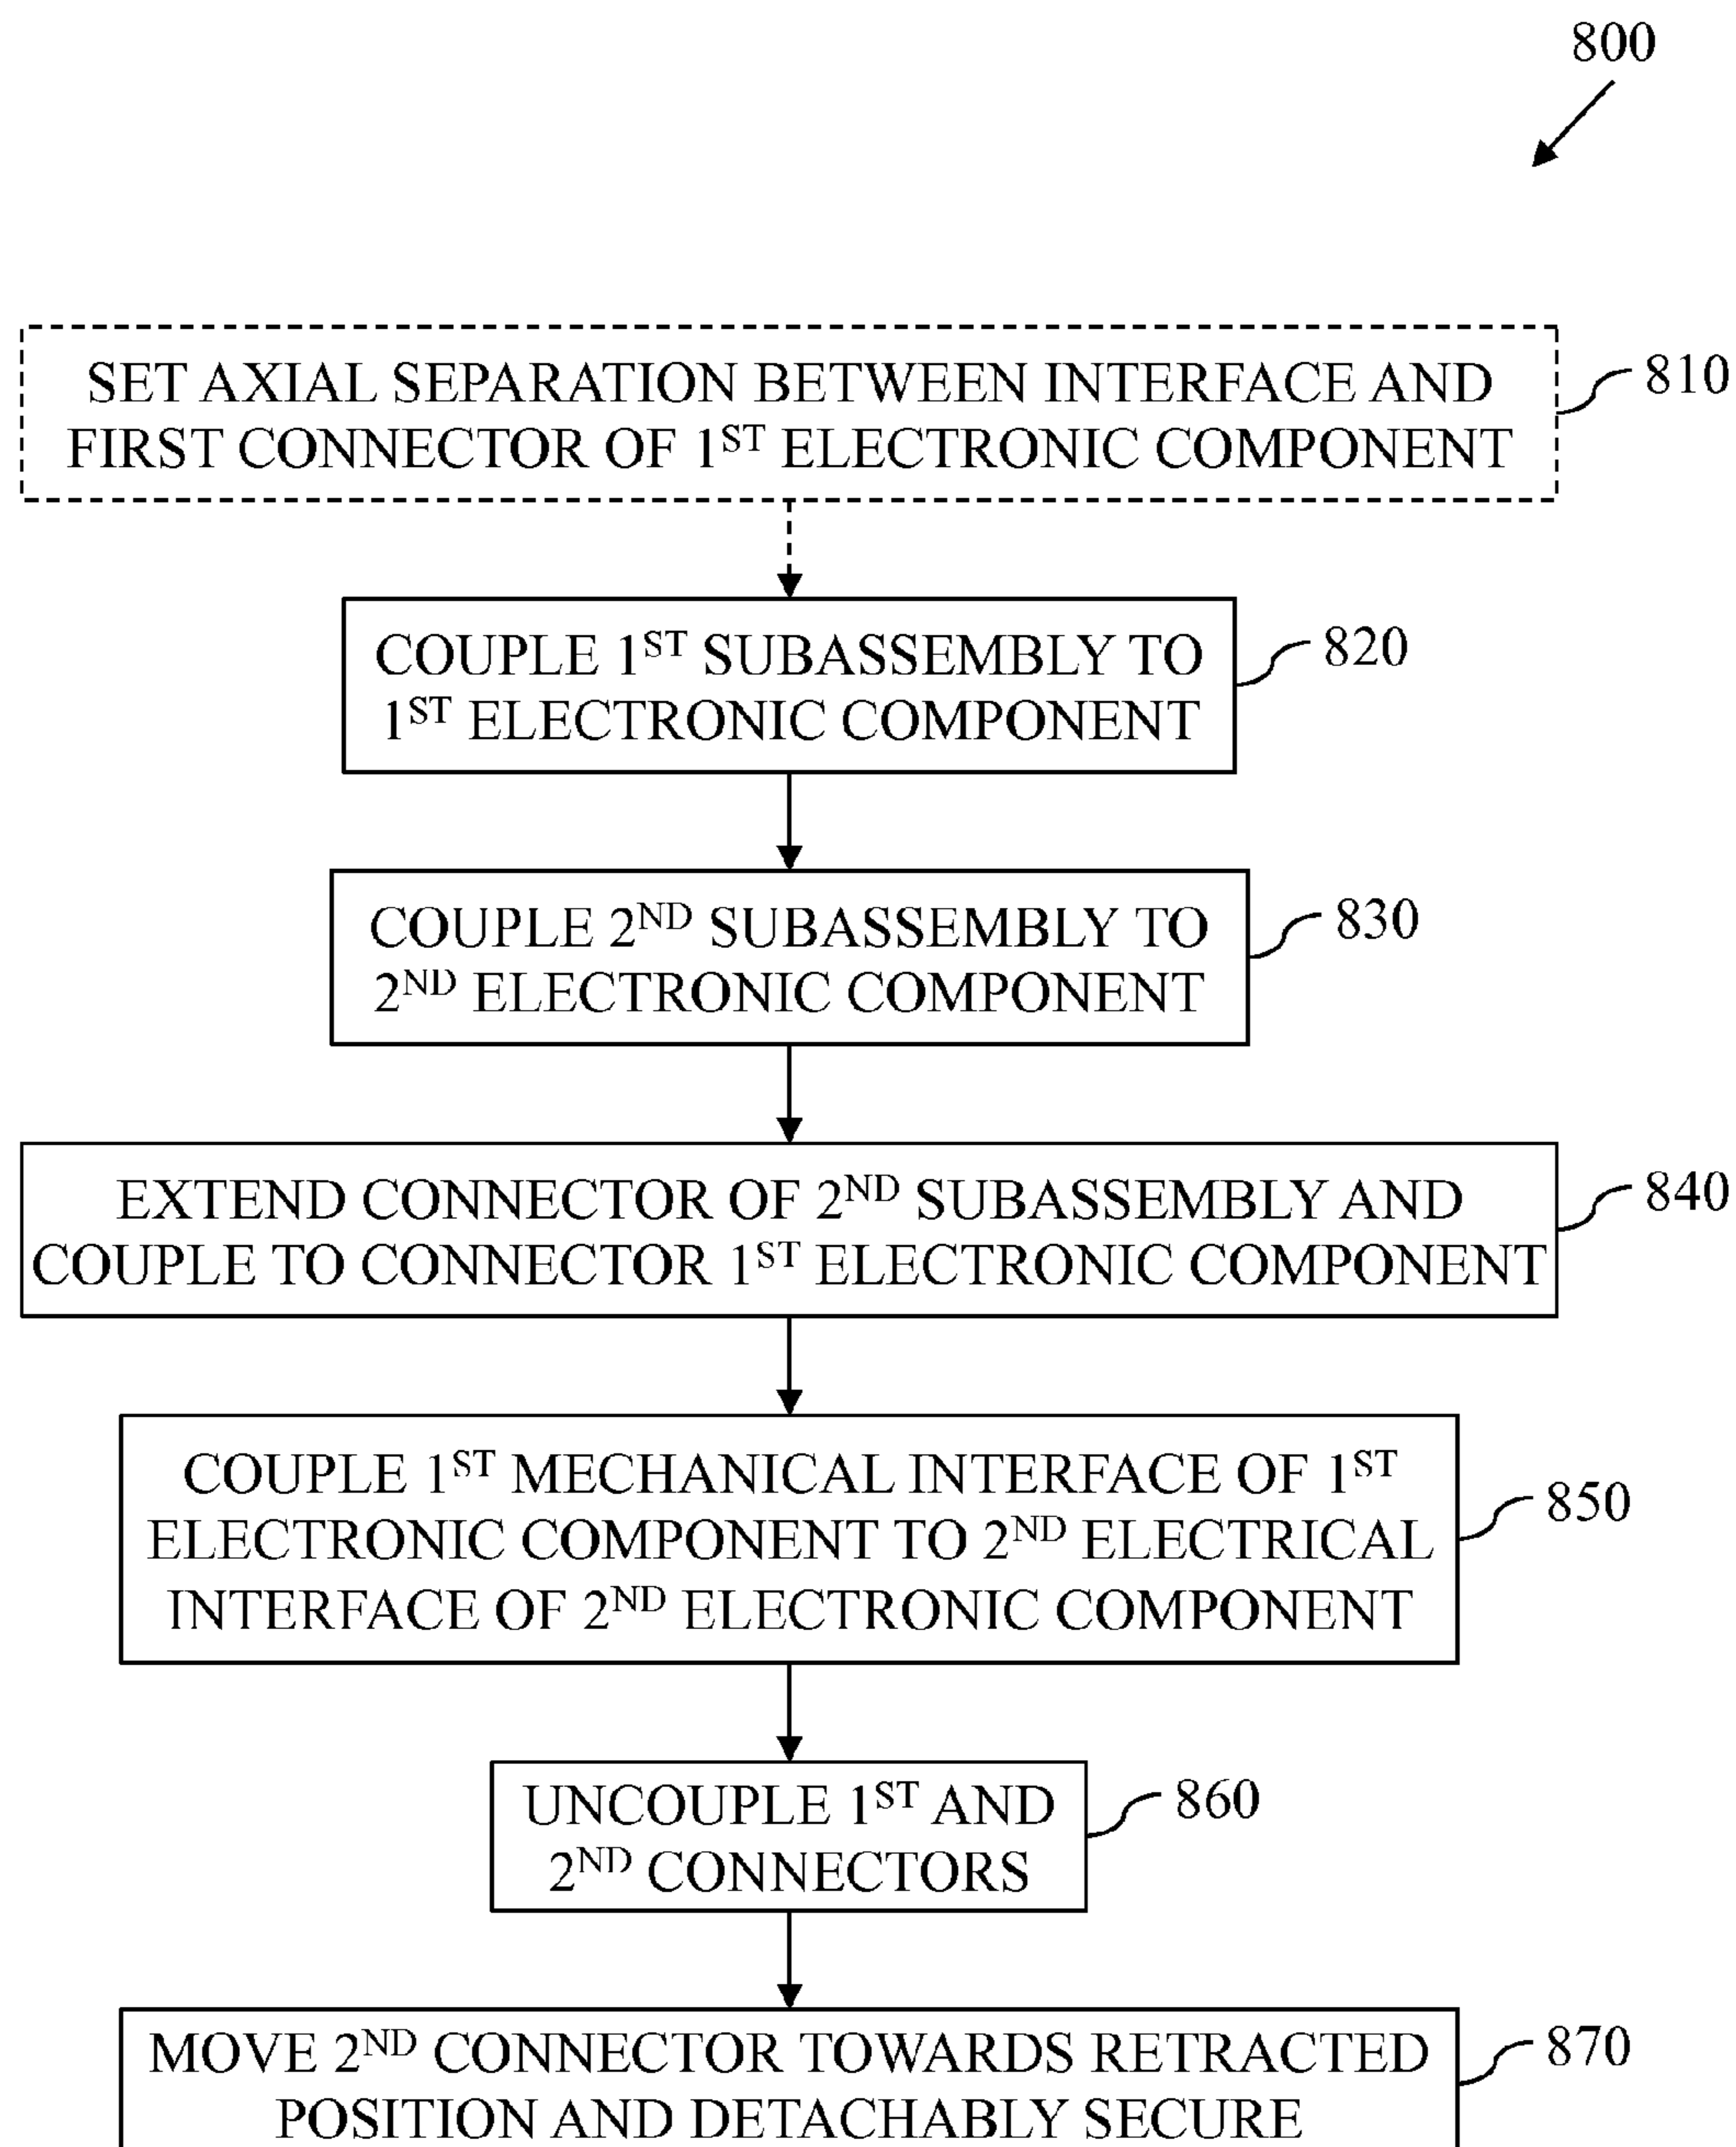 800
SET AXIAL SEPARATION BETWEEN INTERFACE AND
FIRST CONNECTOR OF 1ST ELECTRONIC COMPONENT
810
COUPLE 1ST SUBASSEMBLY TO
1ST ELECTRONIC COMPONENT
820
COUPLE 2ND SUBASSEMBLY TO
2ND ELECTRONIC COMPONENT
830
EXTEND CONNECTOR OF 2ND SUBASSEMBLY AND
COUPLE TO CONNECTOR 1ST ELECTRONIC COMPONENT
840
COUPLE 1ST MECHANICAL INTERFACE OF 1ST
ELECTRONIC COMPONENT TO 2ND ELECTRICAL
INTERFACE OF 2ND ELECTRONIC COMPONENT
850
UNCOUPLE 1ST AND
2ND CONNECTORS
860
MOVE 2ND CONNECTOR TOWARDS RETRACTED
POSITION AND DETACHABLY SECURE
870